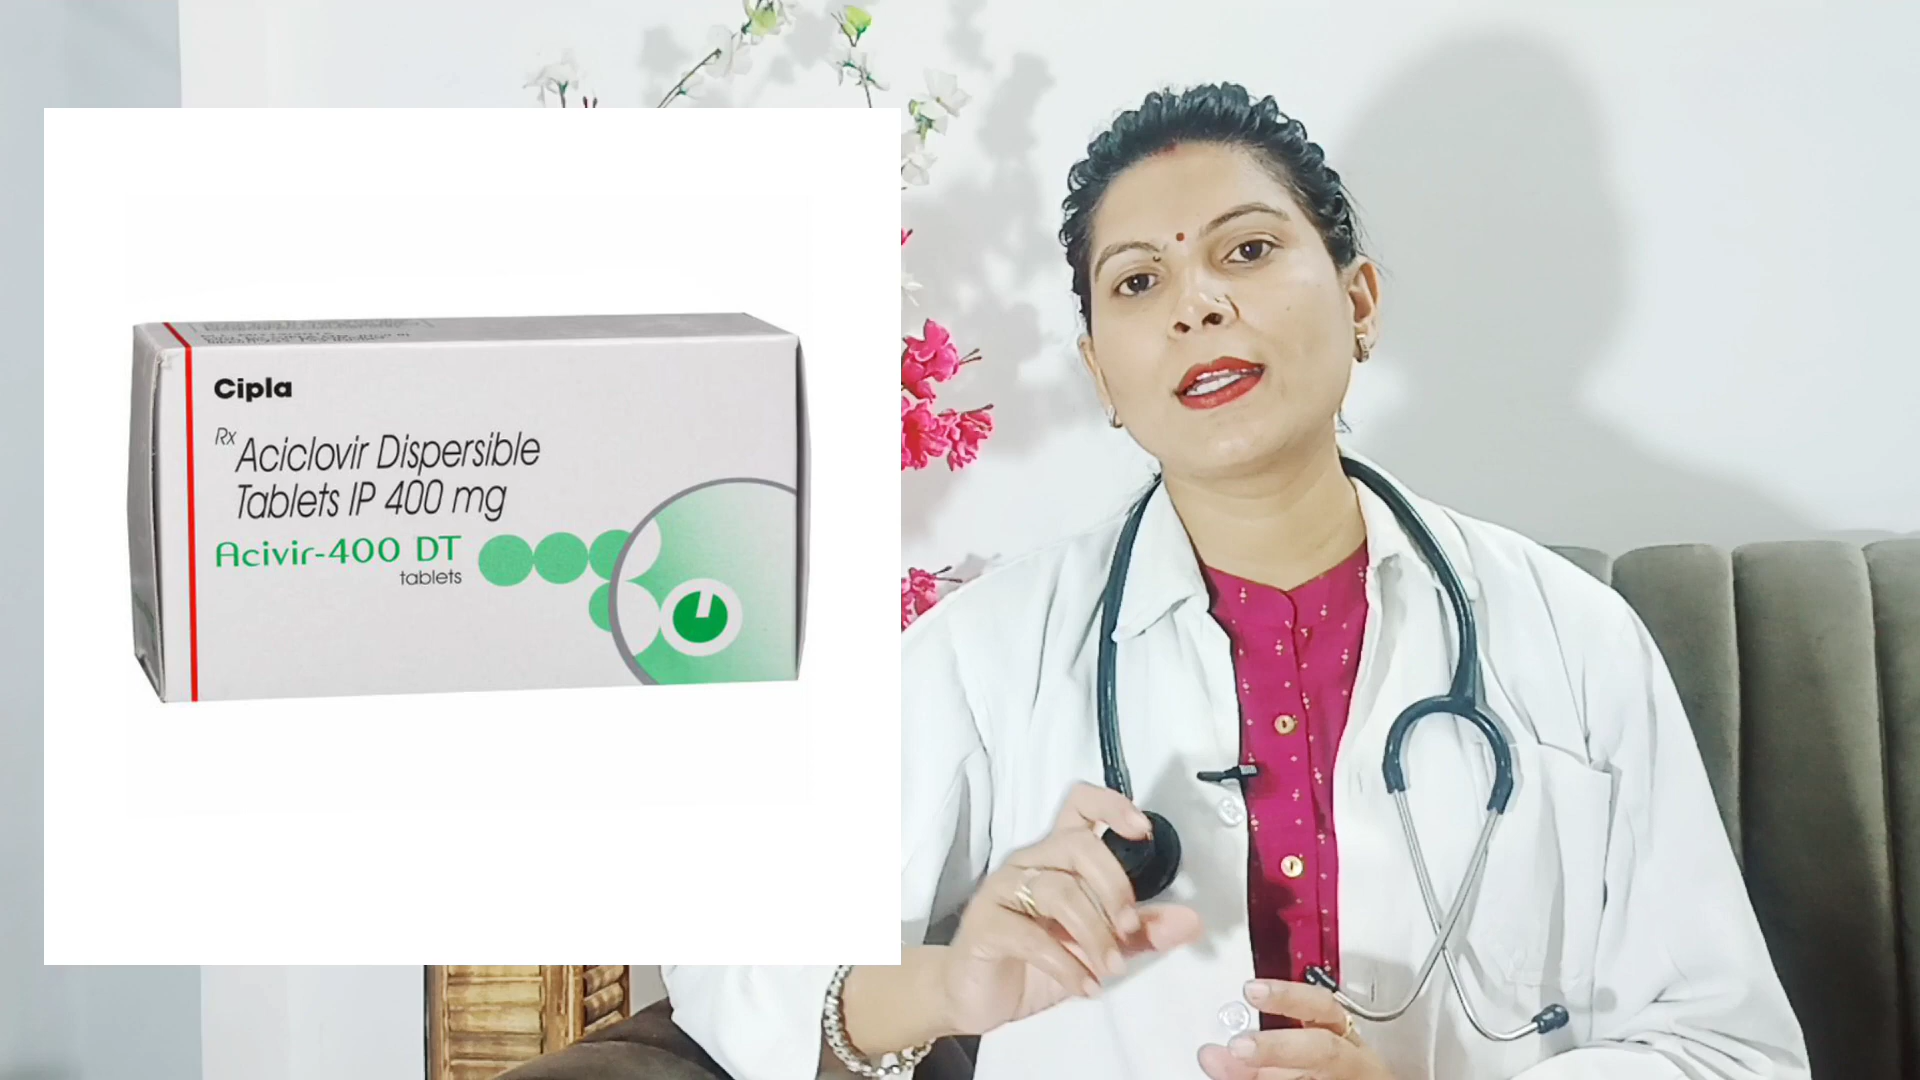 Cipla
Rx Aciclovir Dispersible
Tablets IP 400 mg
Acivir-400 DT
tablets